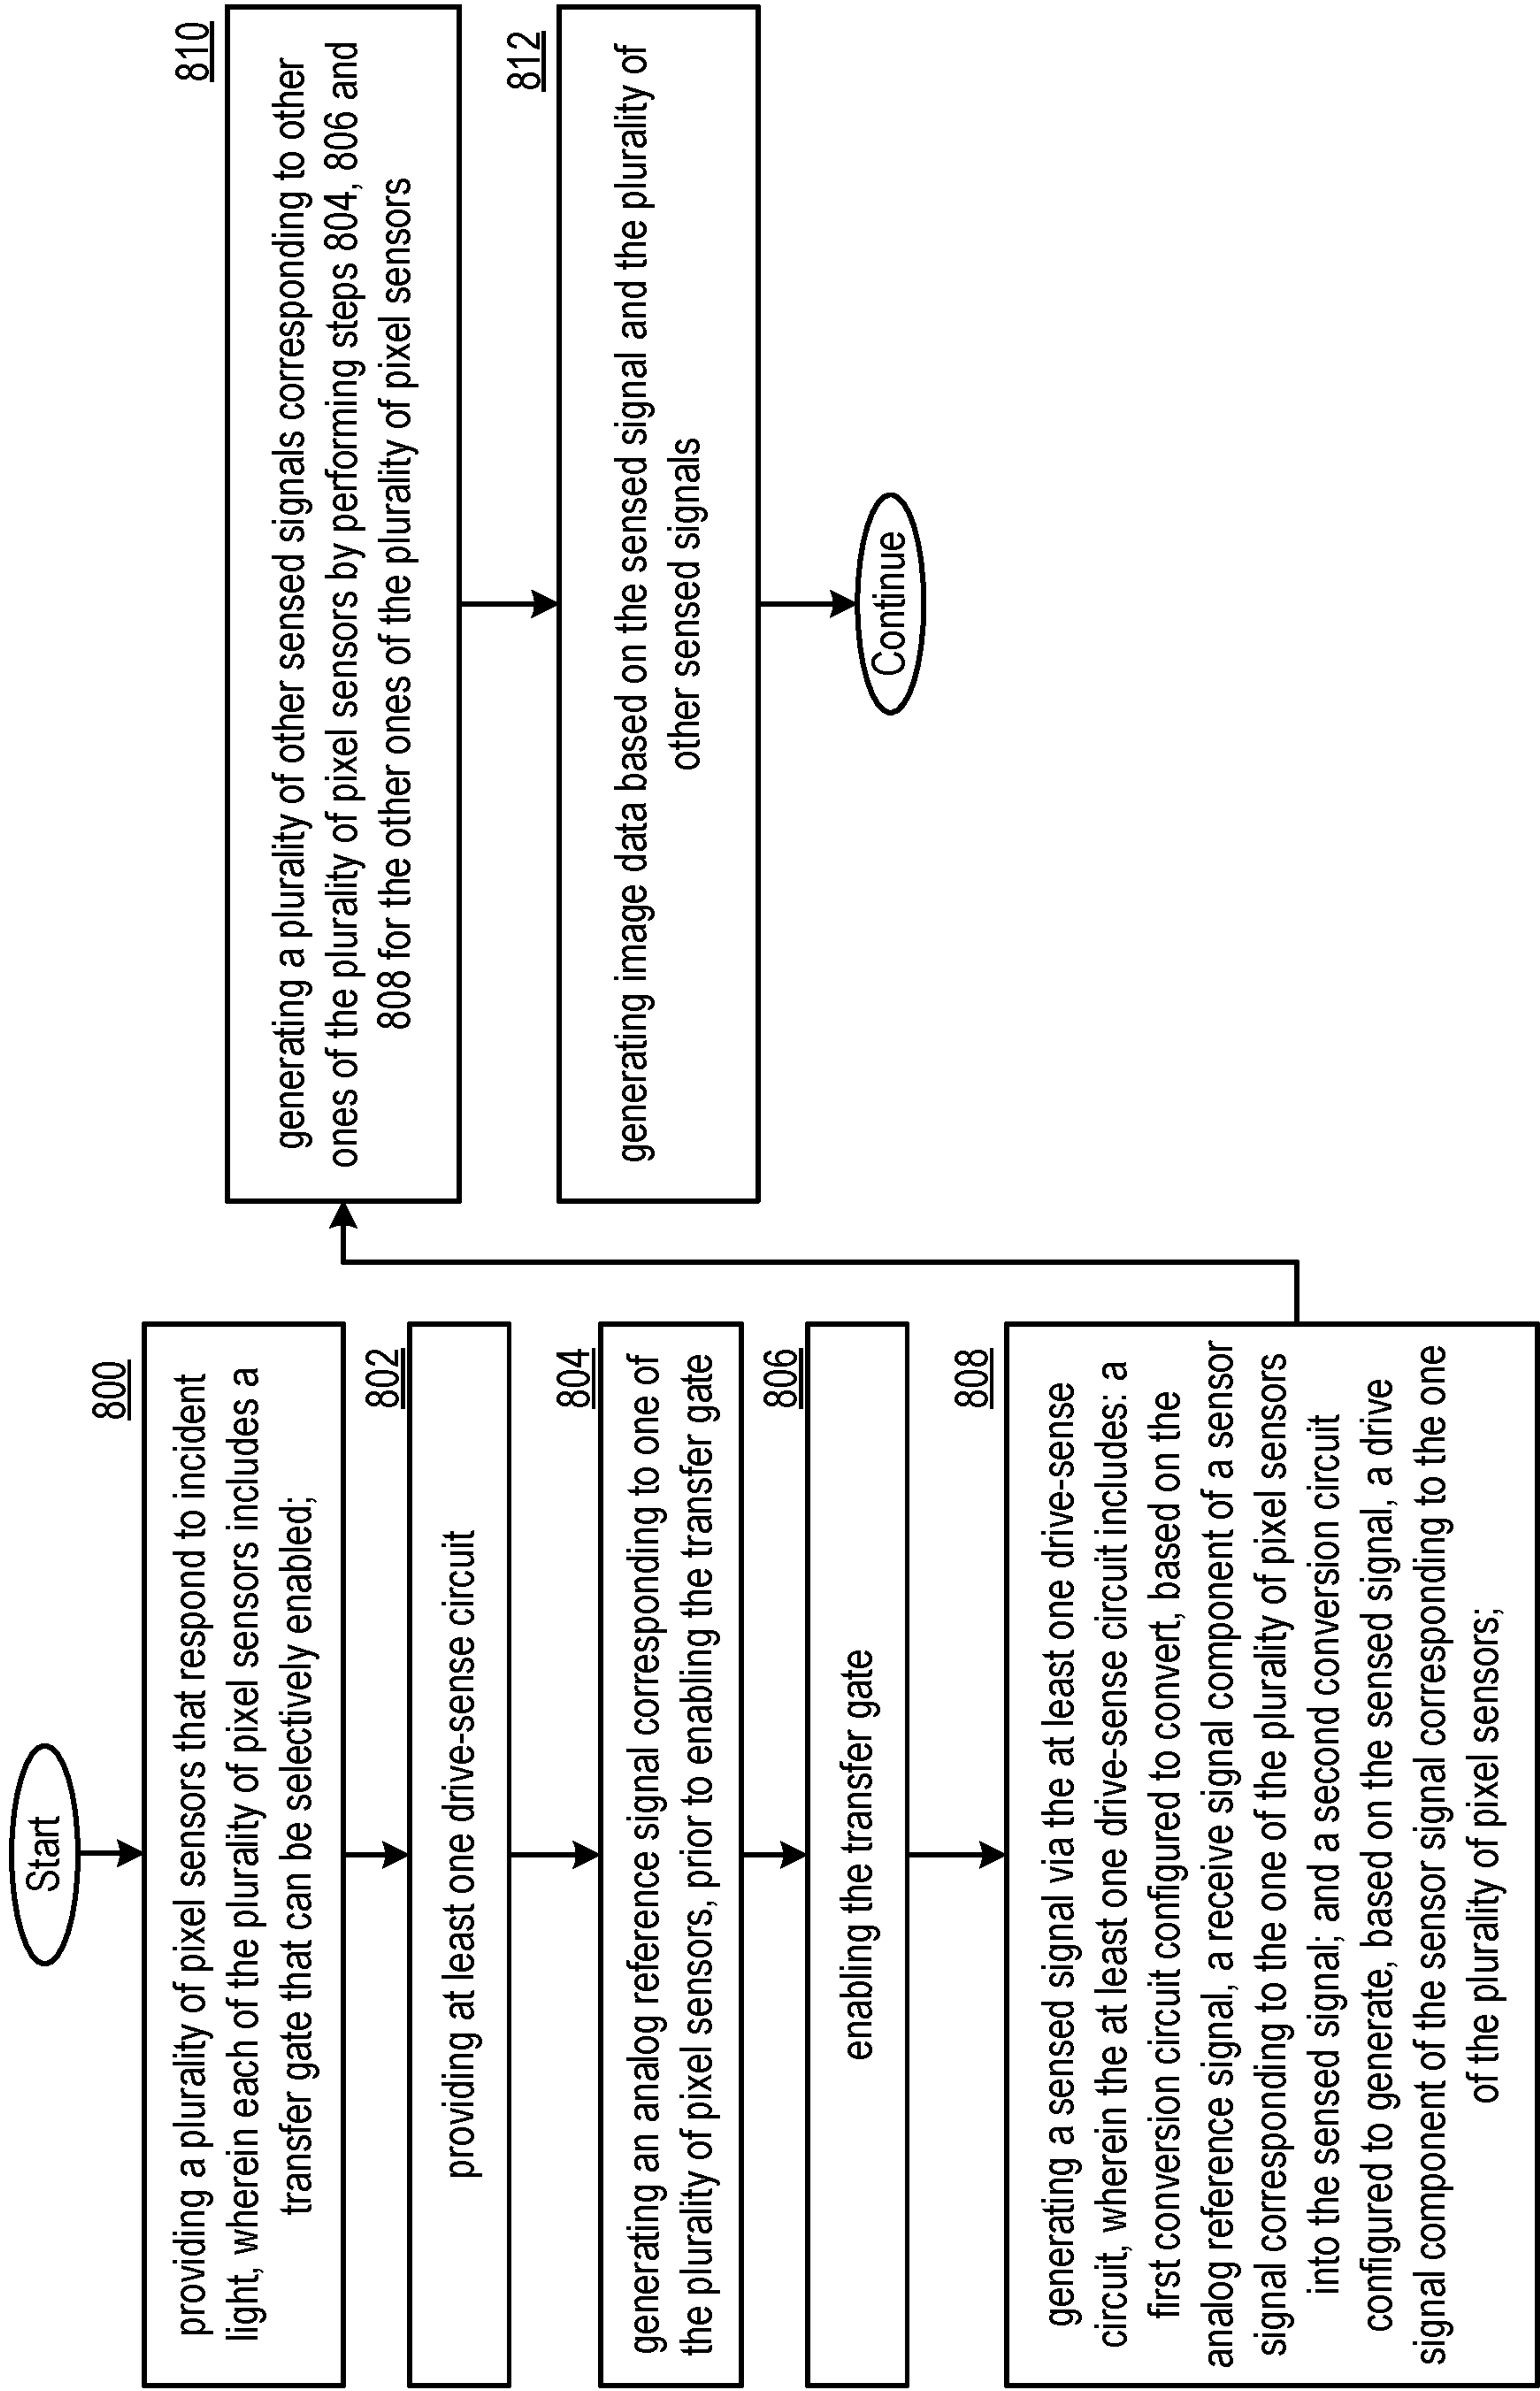 Start
800
providing a plurality of pixel sensors that respond to incident
light, wherein each of the plurality of pixel sensors includes a
transfer gate that can be selectively enabled;
802
providing at least one drive-sense circuit
804
generating an analog reference signal corresponding to one of
the plurality of pixel sensors, prior to enabling the transfer gate
806
enabling the transfer gate
808
generating a sensed signal via the at least one drive-sense
circuit, wherein the at least one drive-sense circuit includes: a
first conversion circuit configured to convert, based on the
analog reference signal, a receive signal component of a sensor
signal corresponding to the one of the plurality of pixel sensors
into the sensed signal; and a second conversion circuit
configured to generate, based on the sensed signal, a drive
signal component of the sensor signal corresponding to the one
of the plurality of pixel sensors;
810
generating a plurality of other sensed signals corresponding to other
ones of the plurality of pixel sensors by performing steps 804, 806 and
808 for the other ones of the plurality of pixel sensors
812
generating image data based on the sensed signal and the plurality of
other sensed signals
Continue